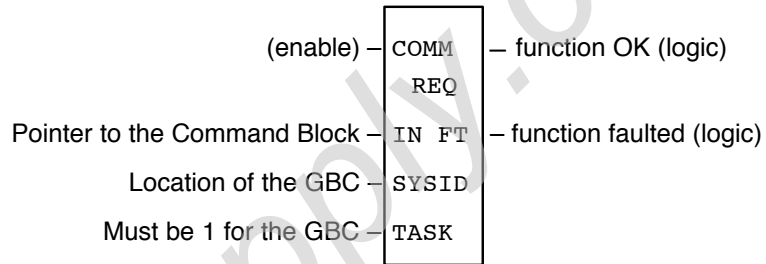 (enable) – COMM – function OK (logic)
REQ
Pointer to the Command Block – IN FT – function faulted (logic)
Location of the GBC – SYSID
Must be 1 for the GBC – TASK